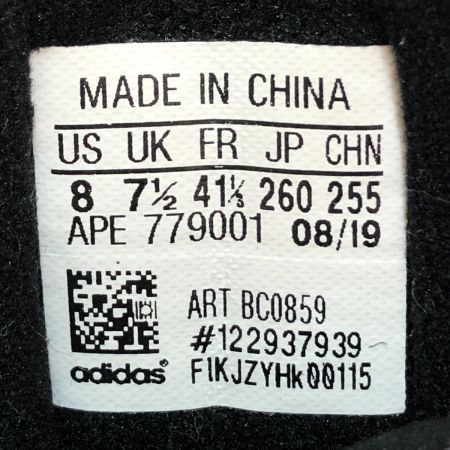 MADE IN CHINA
US UK FR JP CHN
8 7½ 41⅓ 260 255
APE 779001 08/19
ART BC0859
#122937939
adidas® F1KJZYHk00115